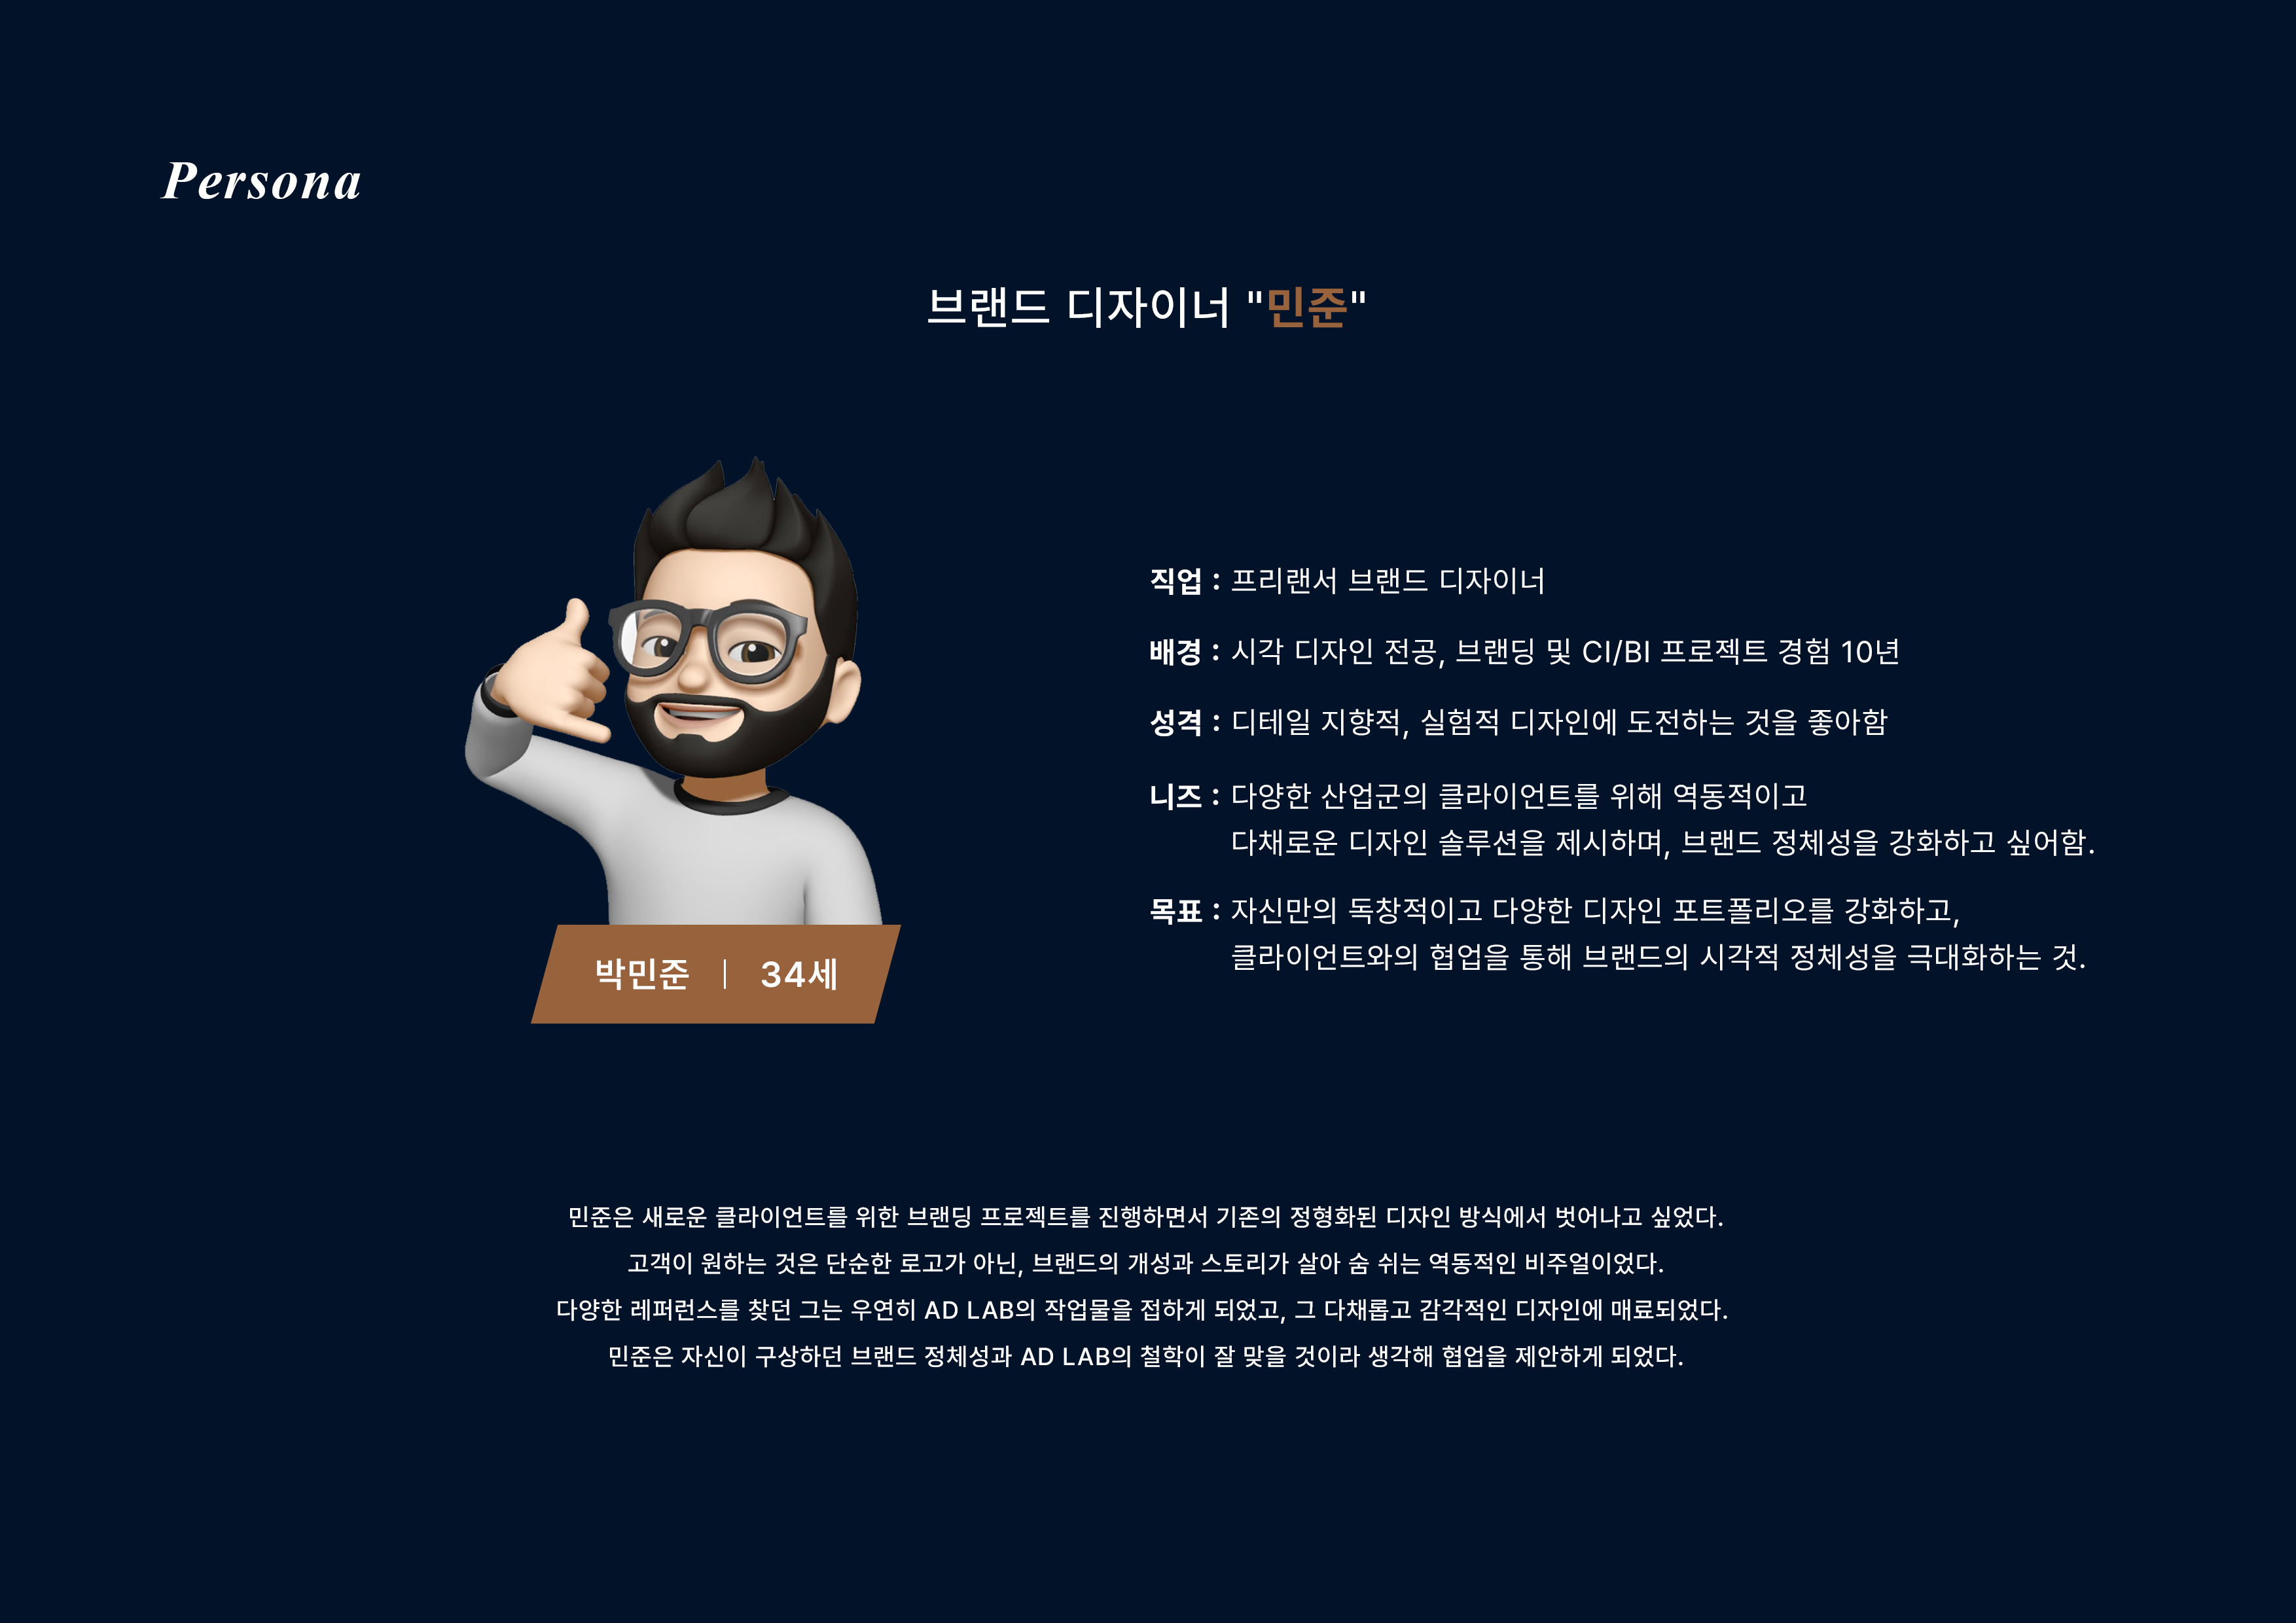 Persona
브랜드 디자이너 "민준"
박민준 | 34세
직업 : 프리랜서 브랜드 디자이너
배경 : 시각 디자인 전공, 브랜딩 및 CI/BI 프로젝트 경험 10년
성격 : 디테일 지향적, 실험적 디자인에 도전하는 것을 좋아함
니즈 : 다양한 산업군의 클라이언트를 위해 역동적이고
다채로운 디자인 솔루션을 제시하며, 브랜드 정체성을 강화하고 싶어함.
목표 : 자신만의 독창적이고 다양한 디자인 포트폴리오를 강화하고,
클라이언트와의 협업을 통해 브랜드의 시각적 정체성을 극대화하는 것.
민준은 새로운 클라이언트를 위한 브랜딩 프로젝트를 진행하면서 기존의 정형화된 디자인 방식에서 벗어나고 싶었다.
고객이 원하는 것은 단순한 로고가 아닌, 브랜드의 개성과 스토리가 살아 숨 쉬는 역동적인 비주얼이었다.
다양한 레퍼런스를 찾던 그는 우연히 AD LAB의 작업물을 접하게 되었고, 그 다채롭고 감각적인 디자인에 매료되었다.
민준은 자신이 구상하던 브랜드 정체성과 AD LAB의 철학이 잘 맞을 것이라 생각해 협업을 제안하게 되었다.